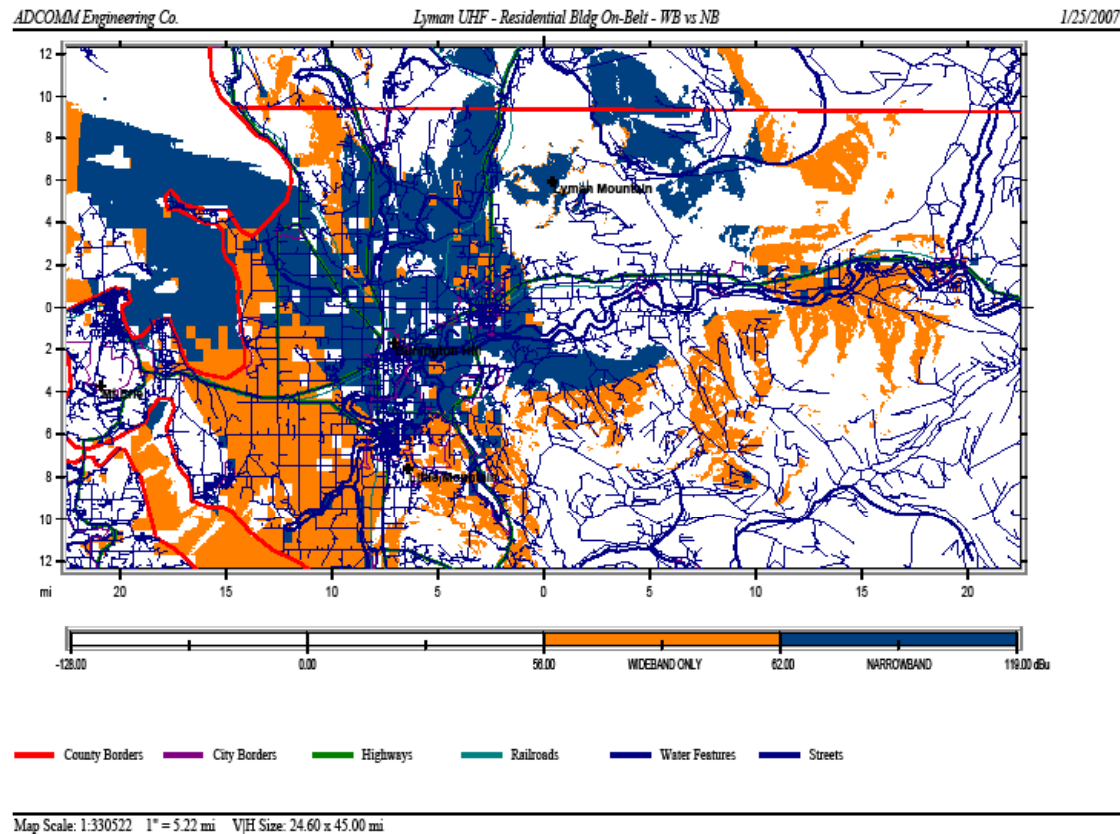 ADCOMM Engineering Co. Lyman UHF - Residential Bldg On-Belt - WB vs NB 1/25/2007
12
10
8
6
Lyman Mountain
4
2
0
2
4
6
8
10
12
mi 20 15 10 5 0 5 10 15 20
-128.00 0.00 56.00 WIDEBAND ONLY 62.00 NARROWBAND 119.00 dBu
County Borders City Borders Highways Railroads Water Features Streets
Map Scale: 1:330522 1" = 5.22 mi V|H Size: 24.60 x 45.00 mi